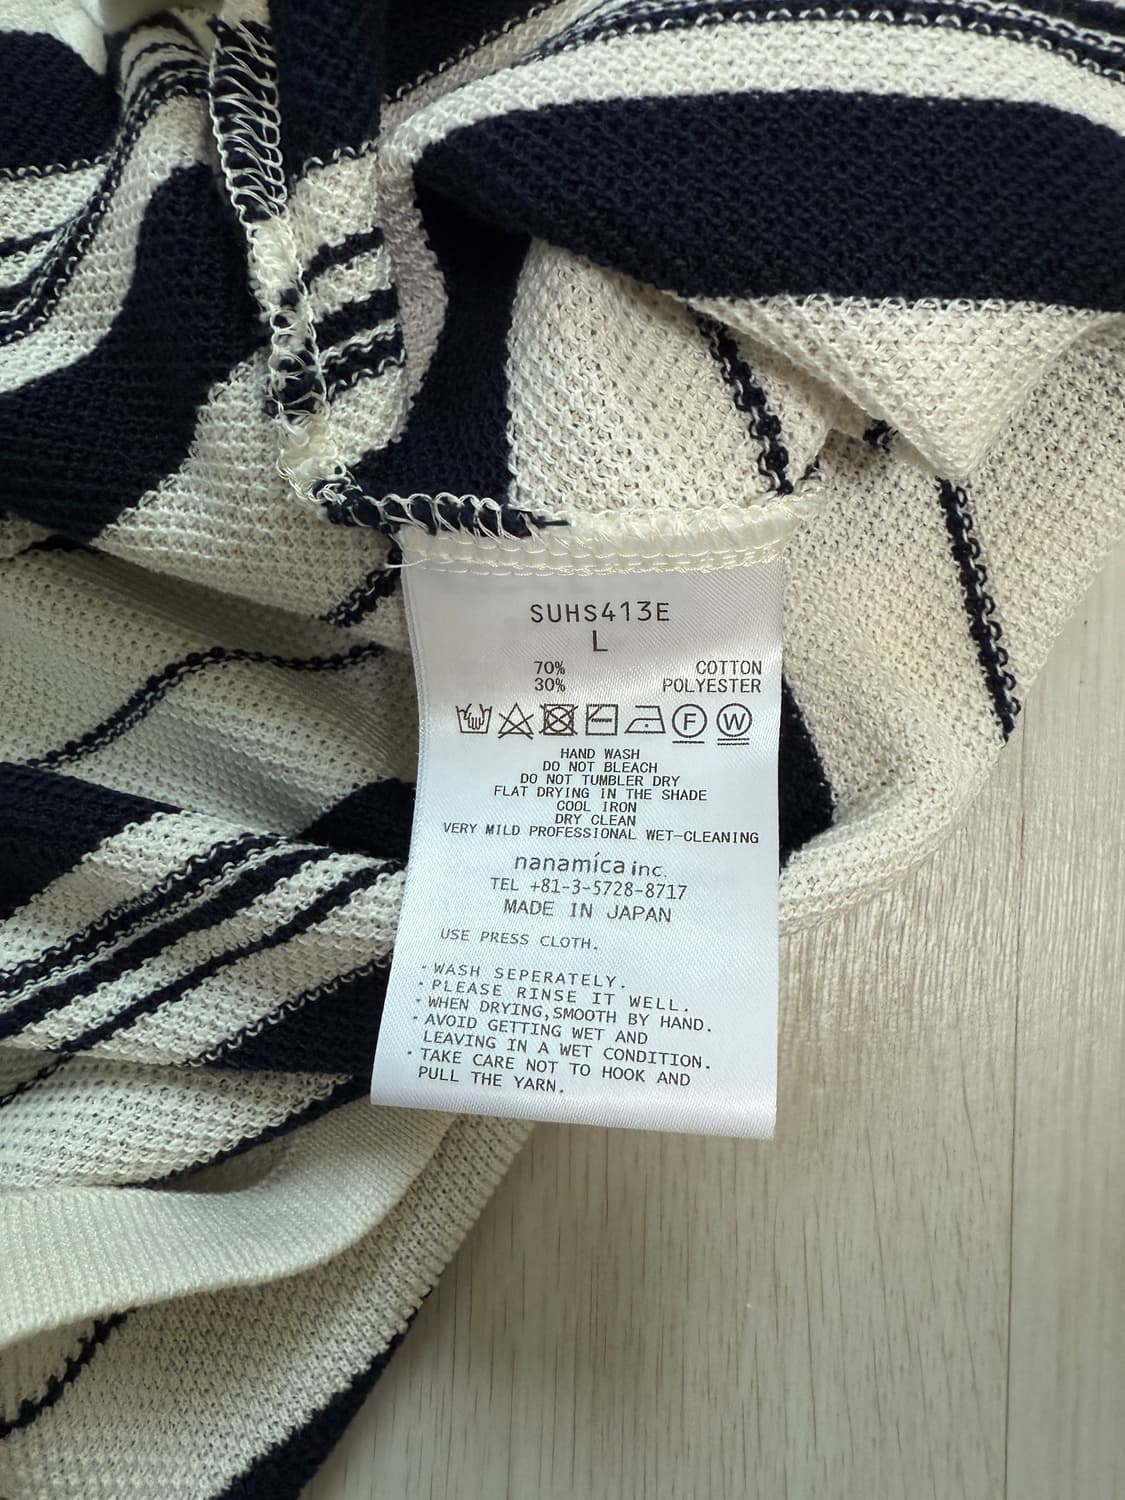 SUHS413E
L
70% COTTON
30% POLYESTER
F W
HAND WASH
DO NOT BLEACH
DO NOT TUMBLER DRY
FLAT DRYING IN THE SHADE
COOL IRON
DRY CLEAN
VERY MILD PROFESSIONAL WET-CLEANING
nanamíca inc.
TEL +81-3-5728-8717
MADE IN JAPAN
USE PRESS CLOTH.
・WASH SEPERATELY.
・PLEASE RINSE IT WELL.
・WHEN DRYING,SMOOTH BY HAND.
・AVOID GETTING WET AND
LEAVING IN A WET CONDITION.
・TAKE CARE NOT TO HOOK AND
PULL THE YARN.